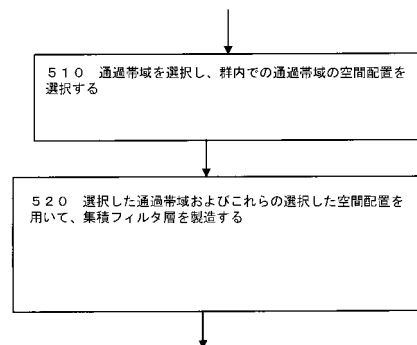 ５１０　通過帯域を選択し、群内での通過帯域の空間配置を
選択する
５２０　選択した通過帯域およびこれらの選択した空間配置を
用いて、集積フィルタ層を製造する